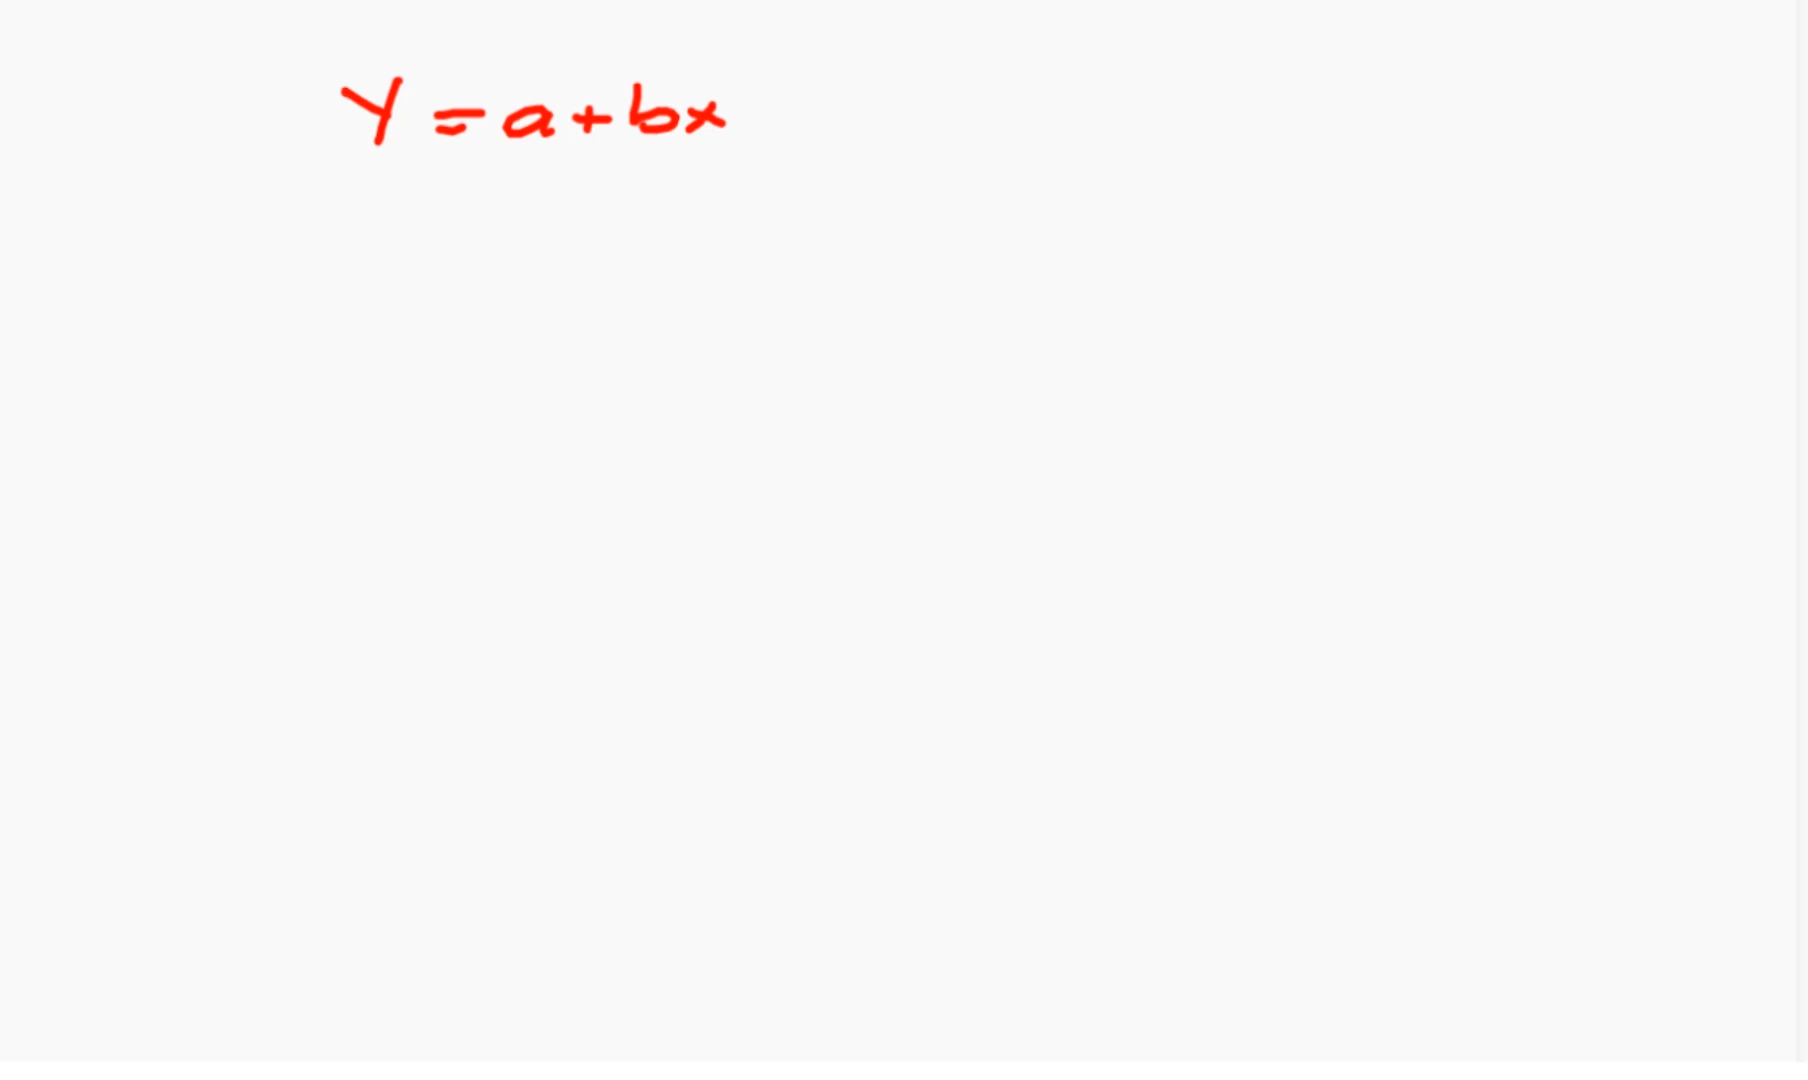 Y = a + bx